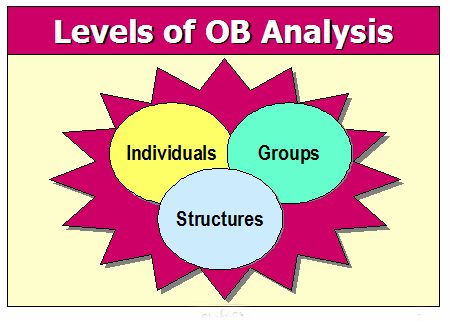 Levels of OB Analysis
Individuals
Groups
Structures